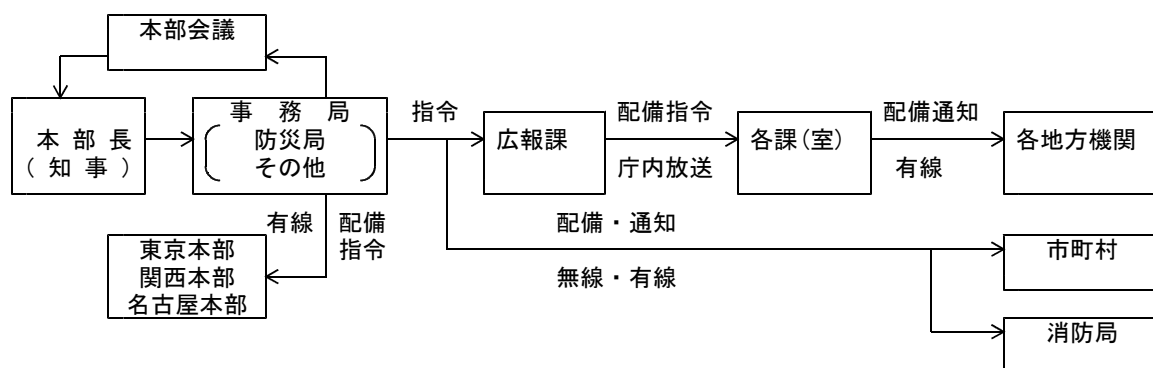 本部会議
本 部 長
( 知 事 )
事 務 局
防災局
その他
指令
広報課
配備指令
庁内放送
各課(室)
配備通知
有線
各地方機関
有線
配備
指令
東京本部
関西本部
名古屋本部
配備・通知
無線・有線
市町村
消防局